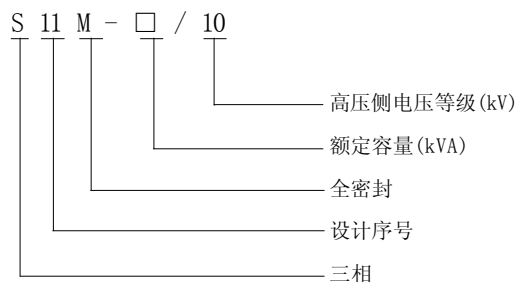 S 11 M - □ / 10
高压侧电压等级(kV)
额定容量(kVA)
全密封
设计序号
三相